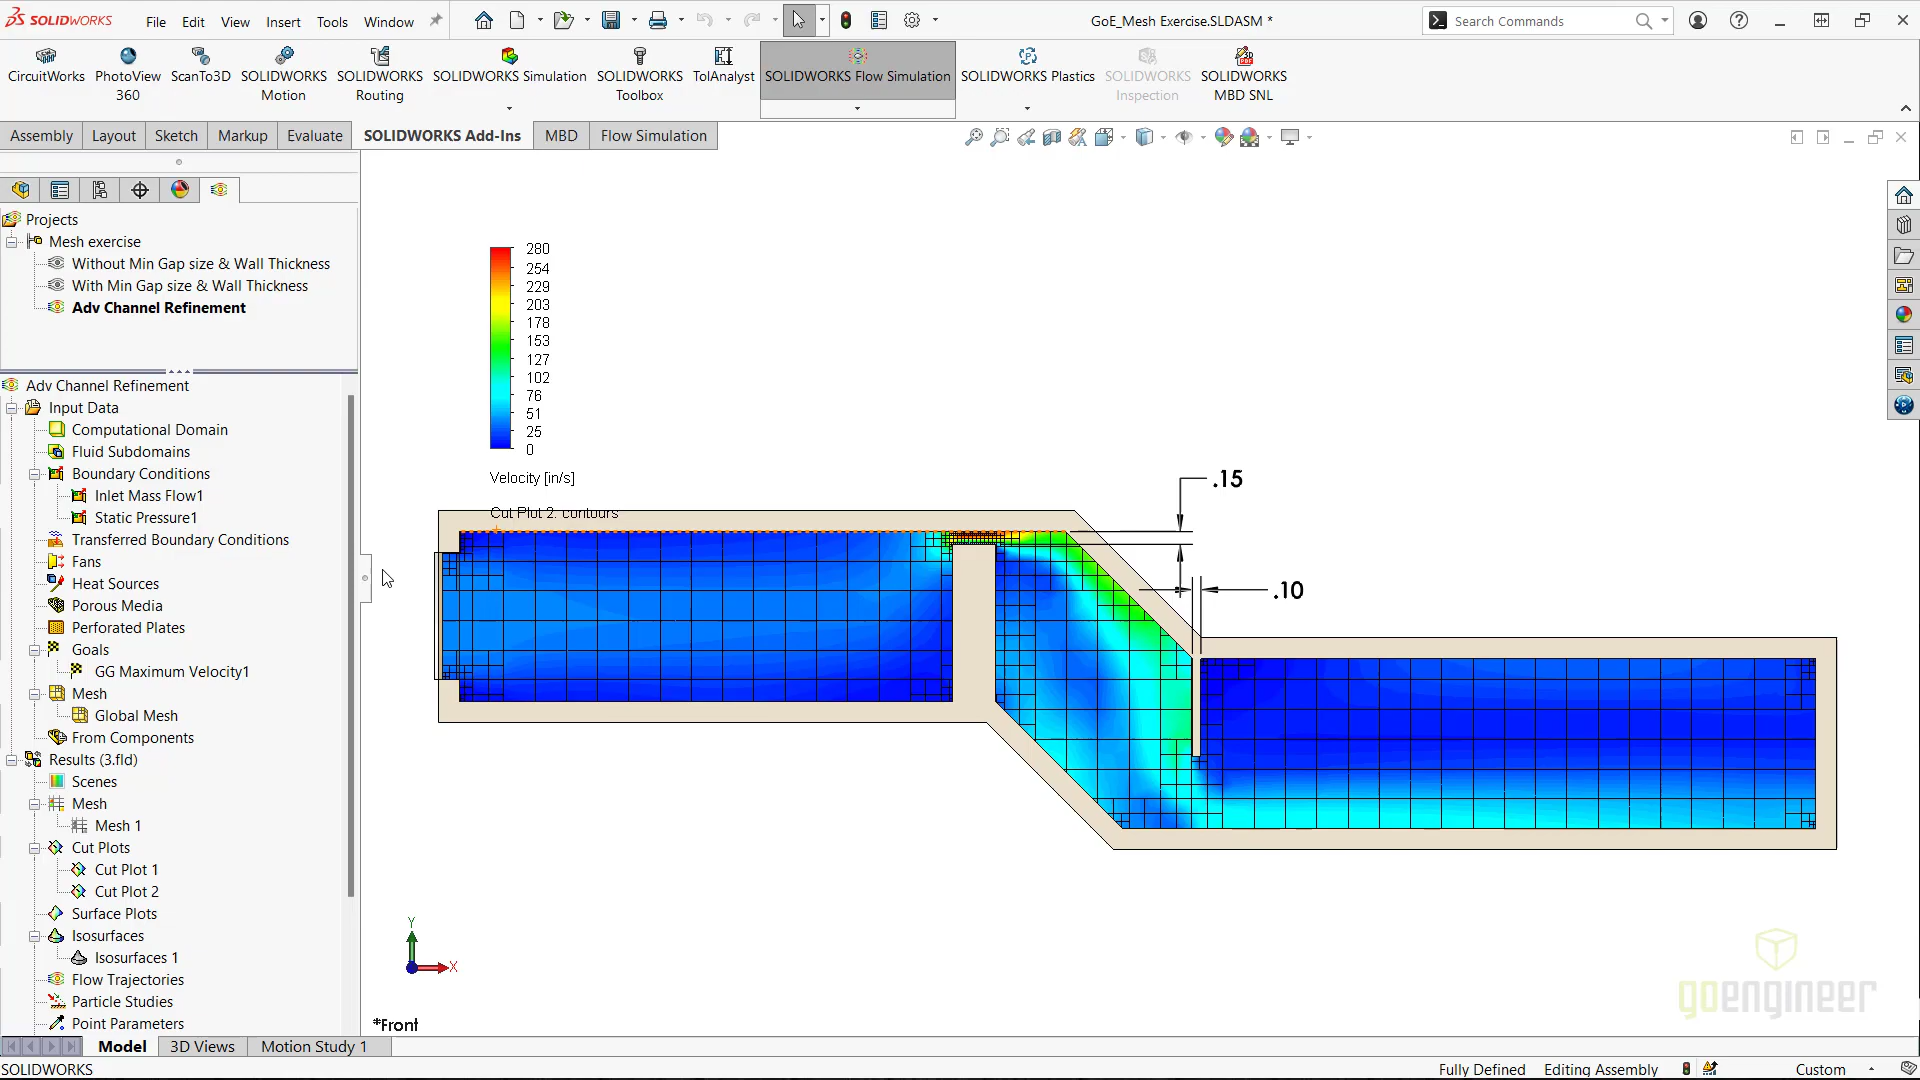 SOLIDWORKS
File Edit View Insert Tools Window
GoE_Mesh Exercise.SLDASM *
Search Commands
CircuitWorks
PhotoView 360
ScanTo3D
SOLIDWORKS Motion
SOLIDWORKS Routing
SOLIDWORKS Simulation
SOLIDWORKS Toolbox
TolAnalyst
SOLIDWORKS Flow Simulation
SOLIDWORKS Plastics
SOLIDWORKS Inspection
SOLIDWORKS MBD SNL
Assembly Layout Sketch Markup Evaluate SOLIDWORKS Add-Ins MBD Flow Simulation
Projects
Mesh exercise
Without Min Gap size & Wall Thickness
With Min Gap size & Wall Thickness
Adv Channel Refinement
Adv Channel Refinement
Input Data
Computational Domain
Fluid Subdomains
Boundary Conditions
Inlet Mass Flow1
Static Pressure1
Transferred Boundary Conditions
Fans
Heat Sources
Porous Media
Perforated Plates
Goals
GG Maximum Velocity1
Mesh
Global Mesh
From Components
Results (3.fld)
Scenes
Mesh
Mesh 1
Cut Plots
Cut Plot 1
Cut Plot 2
Surface Plots
Isosurfaces
Isosurfaces 1
Flow Trajectories
Particle Studies
Point Parameters
280
254
229
203
178
153
127
102
76
51
25
0
Velocity [in/s]
Cut Plot 2: contours
.15
.10
Y
X
*Front
goengineer
Model 3D Views Motion Study 1
SOLIDWORKS
Fully Defined Editing Assembly Custom